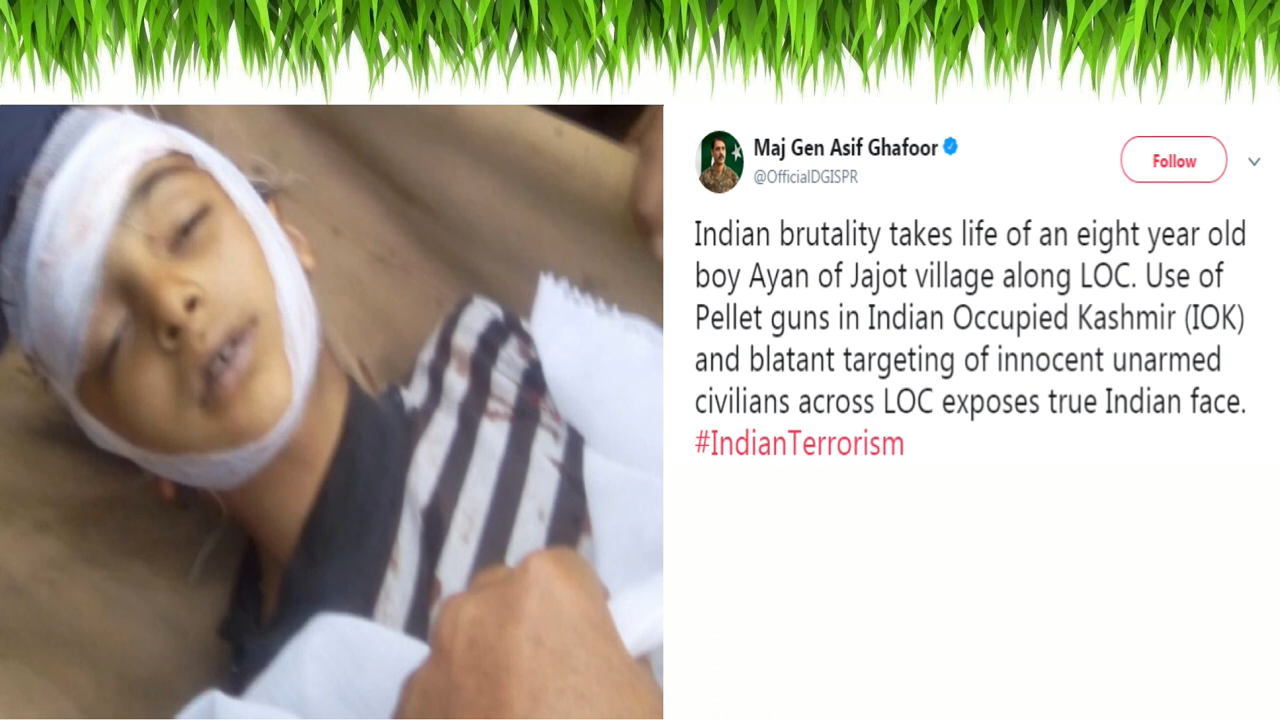 Maj Gen Asif Ghafoor
@OfficialDGISPR
Follow
Indian brutality takes life of an eight year old
boy Ayan of Jajot village along LOC. Use of
Pellet guns in Indian Occupied Kashmir (IOK)
and blatant targeting of innocent unarmed
civilians across LOC exposes true Indian face.
#IndianTerrorism